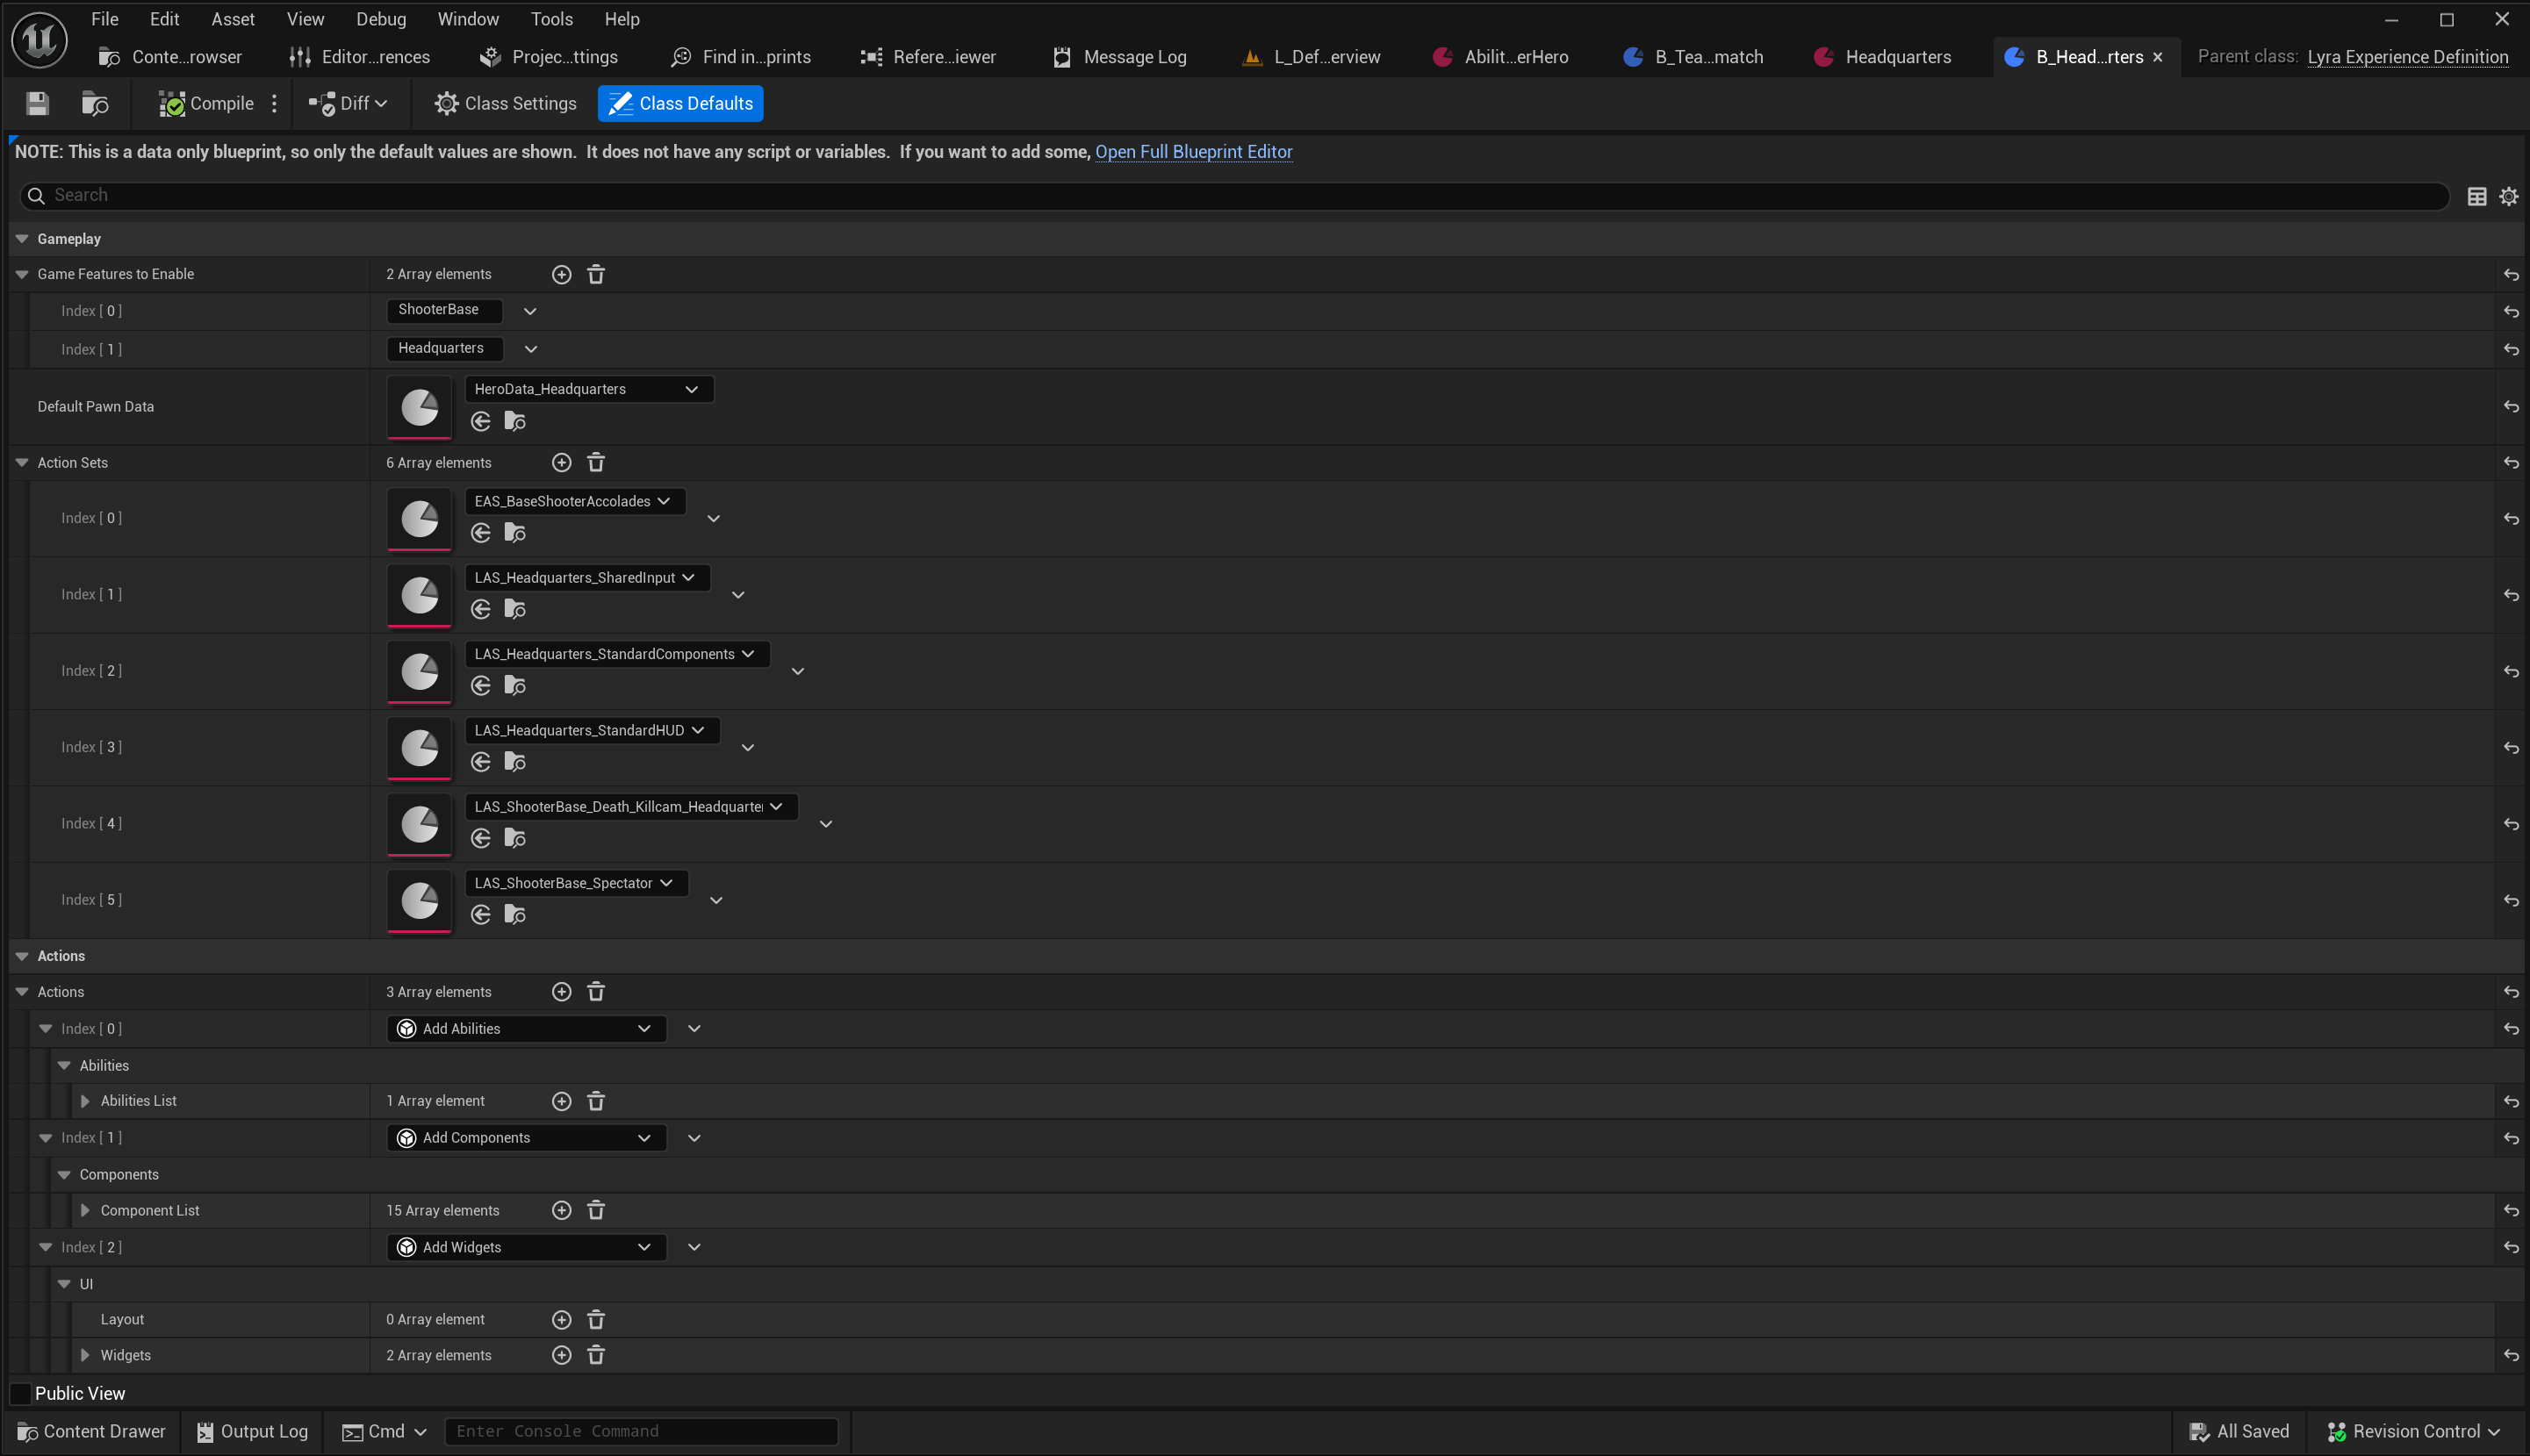 File Edit Asset View Debug Window Tools Help
Conte...rowser Editor...rences Projec...ttings Find in...prints Refere...iewer Message Log L_Def...erview Abilit...erHero B_Tea...match Headquarters B_Head...rters Parent class: Lyra Experience Definition
Compile Diff Class Settings Class Defaults
NOTE: This is a data only blueprint, so only the default values are shown. It does not have any script or variables. If you want to add some, Open Full Blueprint Editor
Search
Gameplay
Game Features to Enable 2 Array elements
Index [ 0 ] ShooterBase
Index [ 1 ] Headquarters
Default Pawn Data HeroData_Headquarters
Action Sets 6 Array elements
Index [ 0 ] EAS_BaseShooterAccolades
Index [ 1 ] LAS_Headquarters_SharedInput
Index [ 2 ] LAS_Headquarters_StandardComponents
Index [ 3 ] LAS_Headquarters_StandardHUD
Index [ 4 ] LAS_ShooterBase_Death_Killcam_Headquarter
Index [ 5 ] LAS_ShooterBase_Spectator
Actions
Actions 3 Array elements
Index [ 0 ] Add Abilities
Abilities
Abilities List 1 Array element
Index [ 1 ] Add Components
Components
Component List 15 Array elements
Index [ 2 ] Add Widgets
UI
Layout 0 Array element
Widgets 2 Array elements
Public View
Content Drawer Output Log Cmd Enter Console Command All Saved Revision Control